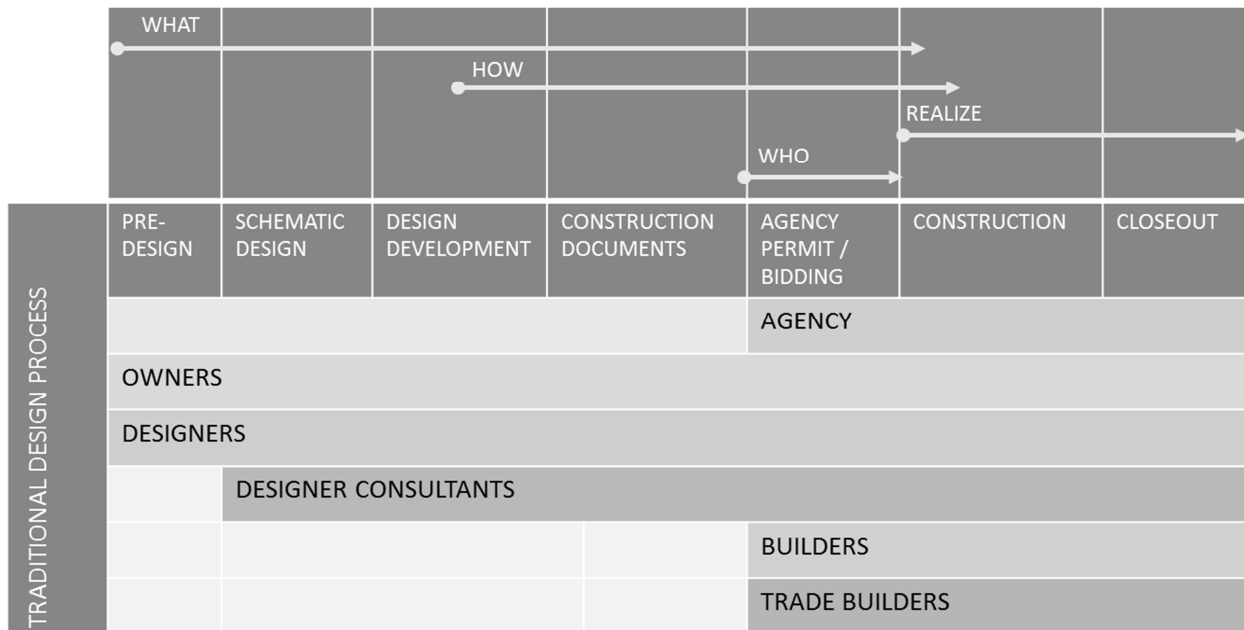 WHAT
HOW
REALIZE
WHO
PRE-
DESIGN
SCHEMATIC
DESIGN
DESIGN
DEVELOPMENT
CONSTRUCTION
DOCUMENTS
AGENCY
PERMIT /
BIDDING
CONSTRUCTION
CLOSEOUT
TRADITIONAL DESIGN PROCESS
AGENCY
OWNERS
DESIGNERS
DESIGNER CONSULTANTS
BUILDERS
TRADE BUILDERS